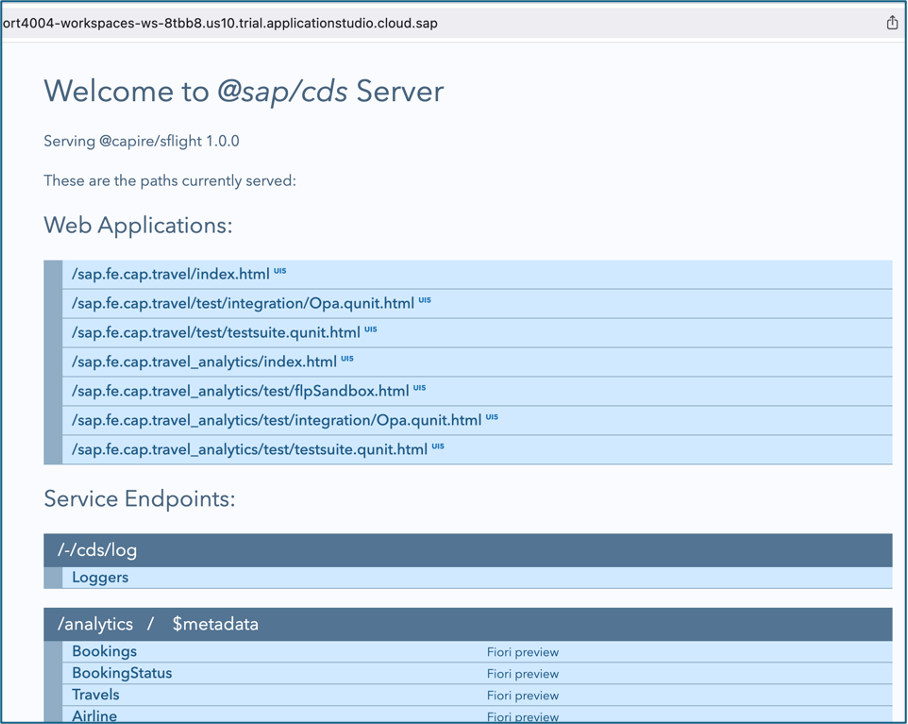 ort4004-workspaces-ws-8tbb8.us10.trial.applicationstudio.cloud.sap
Welcome to @sap/cds Server
Serving @capire/sflight 1.0.0
These are the paths currently served:
Web Applications:
/sap.fe.cap.travel/index.html UI5
/sap.fe.cap.travel/test/integration/Opa.qunit.html UI5
/sap.fe.cap.travel/test/testsuite.qunit.html UI5
/sap.fe.cap.travel_analytics/index.html UI5
/sap.fe.cap.travel_analytics/test/flpSandbox.html UI5
/sap.fe.cap.travel_analytics/test/integration/Opa.qunit.html UI5
/sap.fe.cap.travel_analytics/test/testsuite.qunit.html UI5
Service Endpoints:
/-/cds/log
Loggers
/analytics / $metadata
Bookings Fiori preview
BookingStatus Fiori preview
Travels Fiori preview
Airline Fiori preview